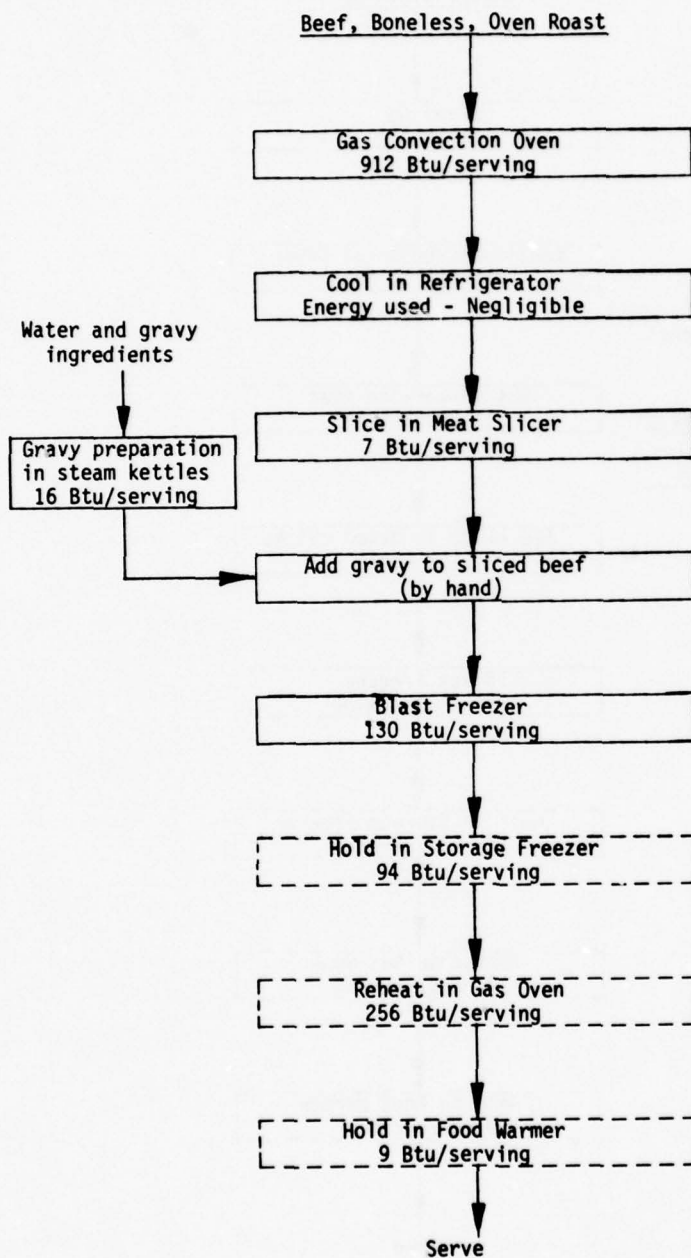 Beef, Boneless, Oven Roast
Gas Convection Oven
912 Btu/serving
Cool in Refrigerator
Energy used - Negligible
Water and gravy
ingredients
Slice in Meat Slicer
7 Btu/serving
Gravy preparation
in steam kettles
16 Btu/serving
Add gravy to sliced beef
(by hand)
Blast Freezer
130 Btu/serving
Hold in Storage Freezer
94 Btu/serving
Reheat in Gas Oven
256 Btu/serving
Hold in Food Warmer
9 Btu/serving
Serve